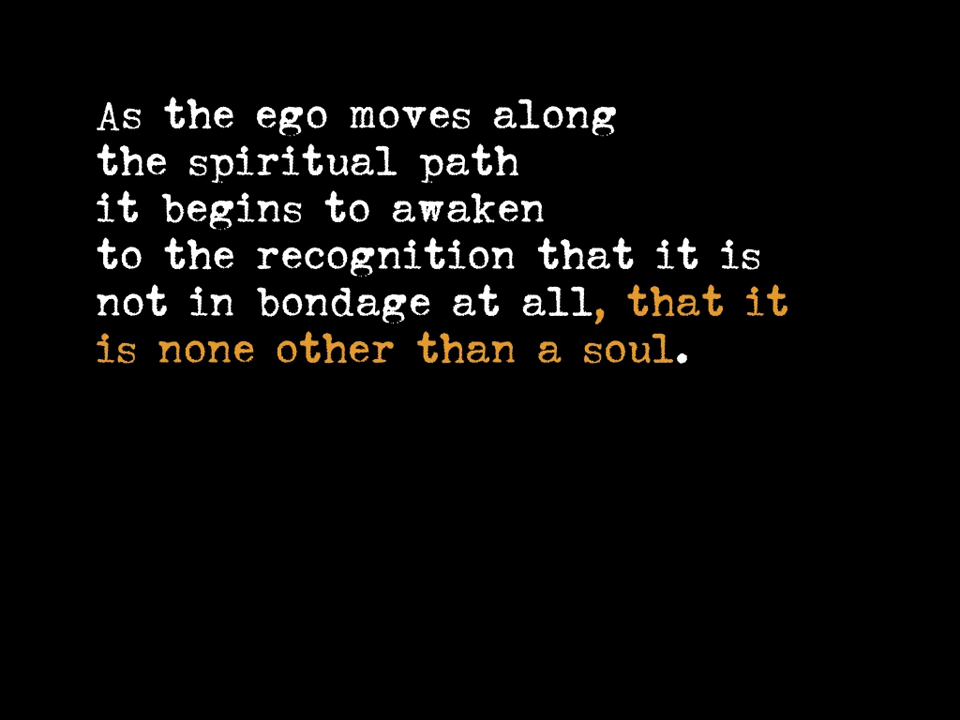 As the ego moves along
the spiritual path
it begins to awaken
to the recognition that it is
not in bondage at all, that it
is none other than a soul.